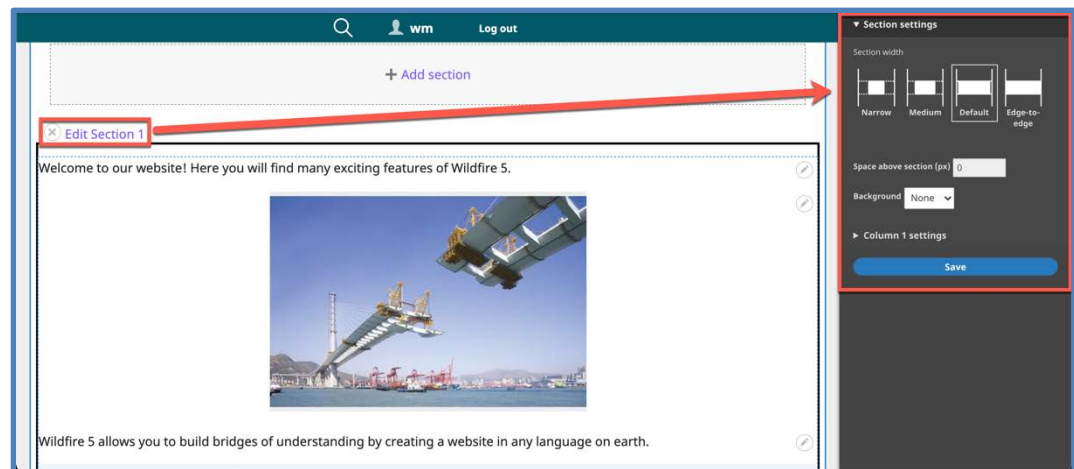 wm Log out
+ Add section
Edit Section 1
Welcome to our website! Here you will find many exciting features of Wildfire 5.
Wildfire 5 allows you to build bridges of understanding by creating a website in any language on earth.
▼ Section settings
Section width
Narrow Medium Default Edge-to-
edge
Space above section (px) 0
Background None
▶ Column 1 settings
Save